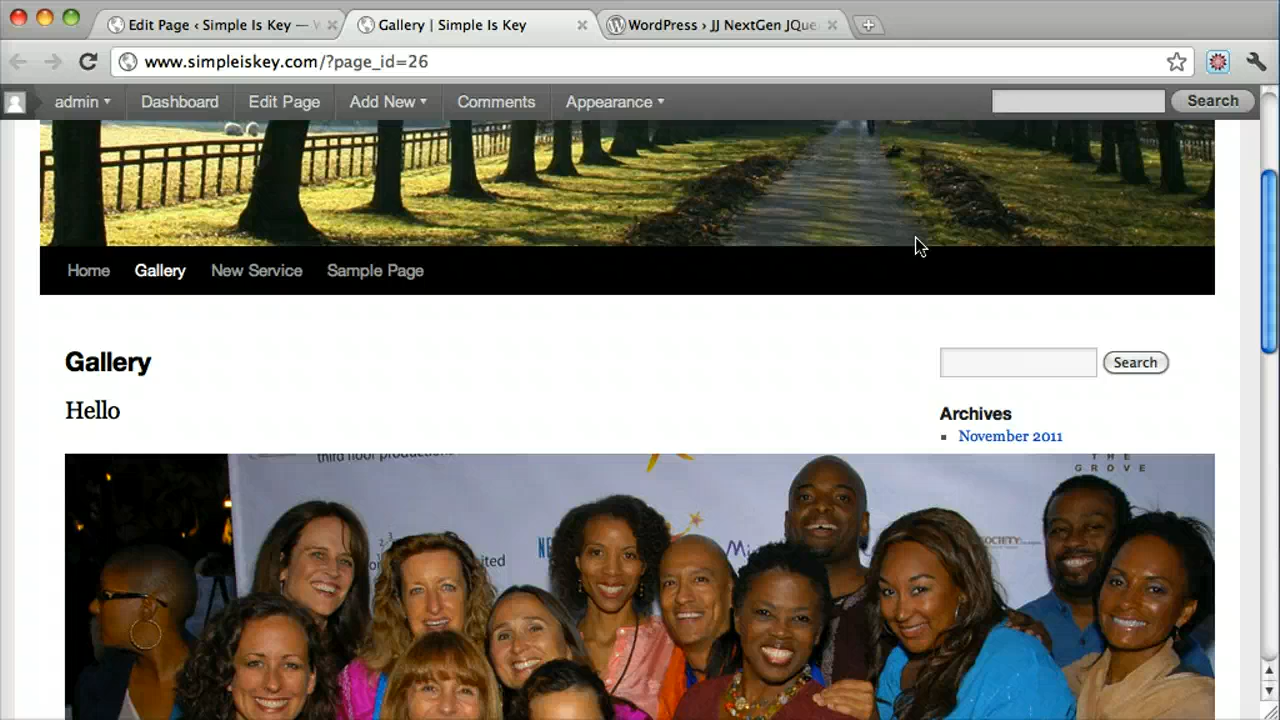 Edit Page ‹ Simple Is Key —
Gallery | Simple Is Key
WordPress › JJ NextGen JQue
www.simpleiskey.com/?page_id=26
admin
Dashboard
Edit Page
Add New
Comments
Appearance
Search
Home
Gallery
New Service
Sample Page
Gallery
Search
Hello
Archives
November 2011
third floor productions
THE
GROVE
SOCIETY